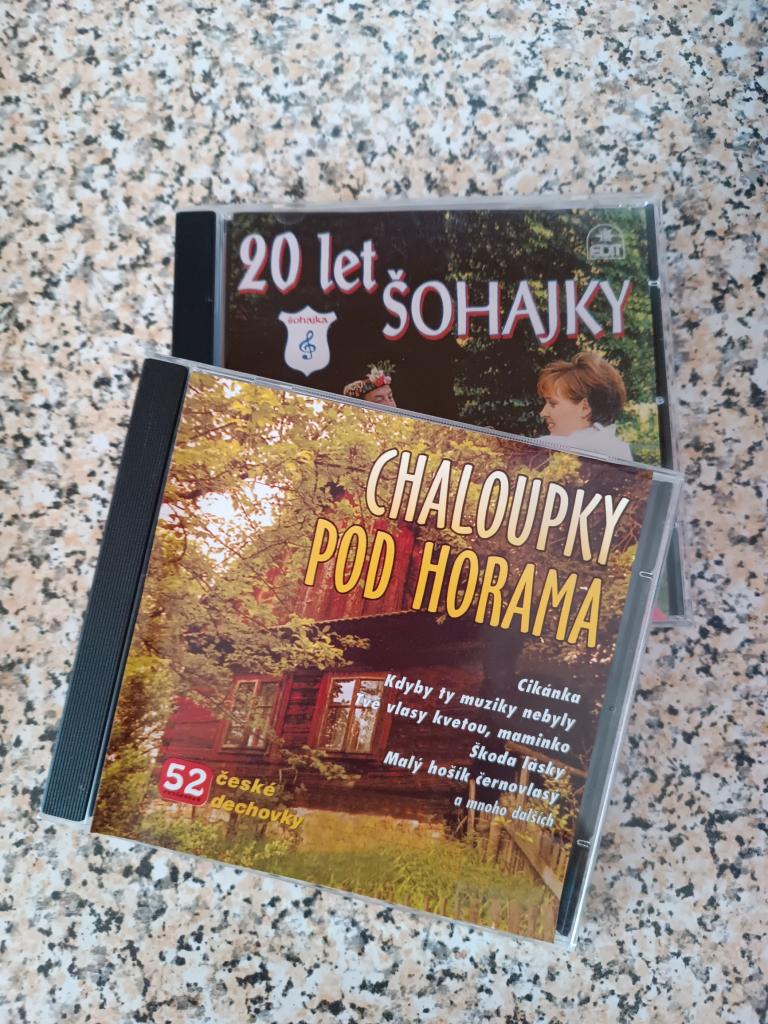 20 let
ŠOHAJKY
šohajka
CHALOUPKY
POD HORAMA
Cikánka
Kdyby ty muziky nebyly
Tvé vlasy kvetou, maminko
Škoda lásky
Malý hošík černovlasý
a mnoho dalších
52 české
dechovky